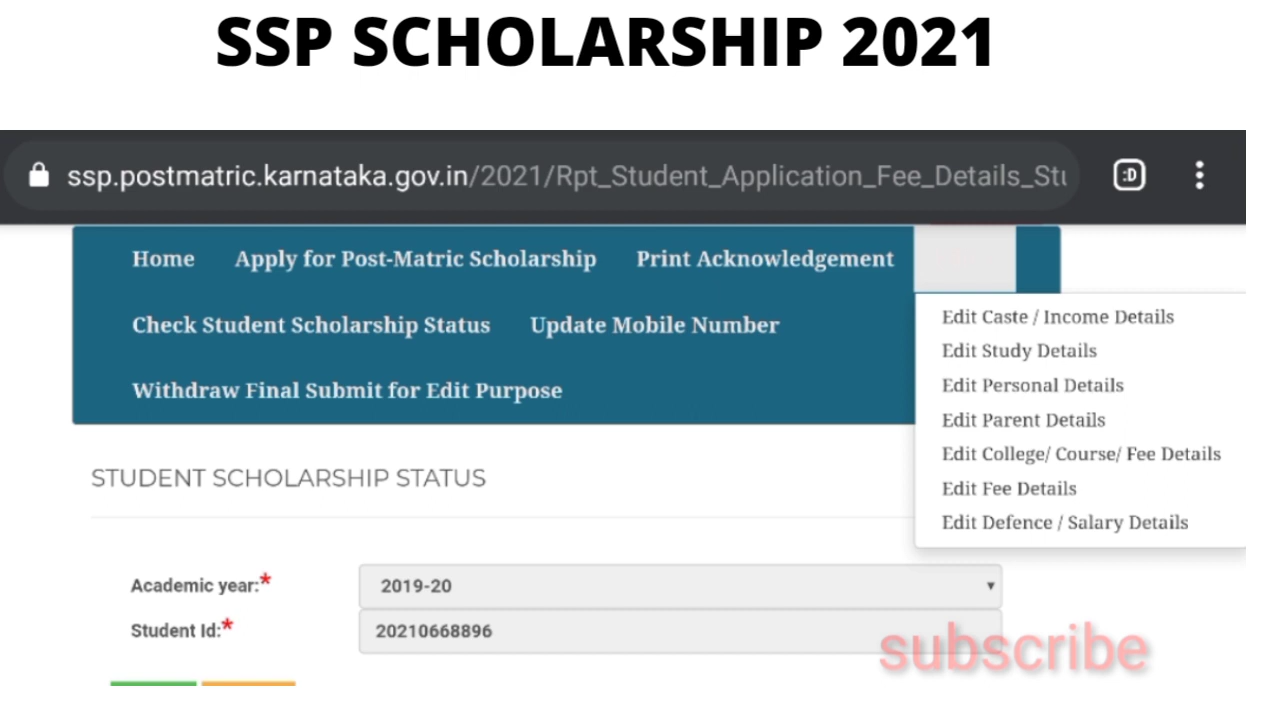 SSP SCHOLARSHIP 2021
ssp.postmatric.karnataka.gov.in/2021/Rpt_Student_Application_Fee_Details_Stu
:D
Home Apply for Post-Matric Scholarship Print Acknowledgement
Check Student Scholarship Status Update Mobile Number
Withdraw Final Submit for Edit Purpose
Edit Caste / Income Details
Edit Study Details
Edit Personal Details
Edit Parent Details
Edit College/ Course/ Fee Details
Edit Fee Details
Edit Defence / Salary Details
STUDENT SCHOLARSHIP STATUS
Academic year:* 2019-20
Student Id:* 20210668896
subscribe